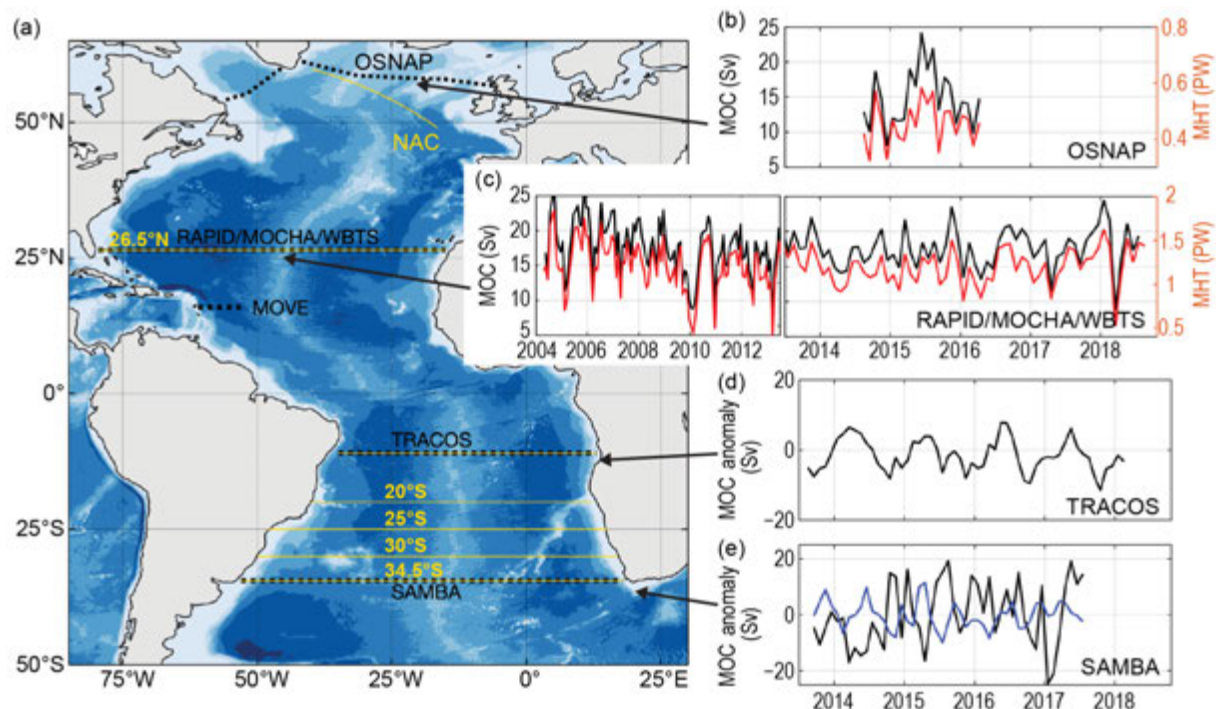 (a)
OSNAP
50°N
NAC
26.5°N RAPID/MOCHA/WBTS
25°N
MOVE
0°
TRACOS
20°S
25°S
25°S
30°S
34.5°S
SAMBA
50°S
75°W 50°W 25°W 0° 25°E
(b)
MOC (Sv)
25
20
15
10
5
0.8
0.6
0.4
MHT (PW)
OSNAP
(c)
MOC (Sv)
25
20
15
10
5
2004 2006 2008 2010 2012
2
1.5
1
0.5
MHT (PW)
RAPID/MOCHA/WBTS
2014 2015 2016 2017 2018
(d)
MOC anomaly
(Sv)
20
0
−20
TRACOS
(e)
MOC anomaly
(Sv)
20
0
−20
SAMBA
2014 2015 2016 2017 2018